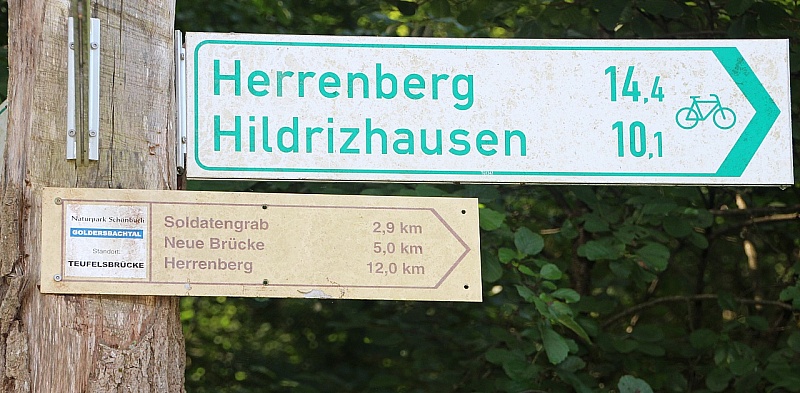 Herrenberg 14,4
Hildrizhausen 10,1
Naturpark Schönbuch
GOLDERSBACHTAL
Standort:
TEUFELSBRÜCKE
Soldatengrab 2,9 km
Neue Brücke 5,0 km
Herrenberg 12,0 km